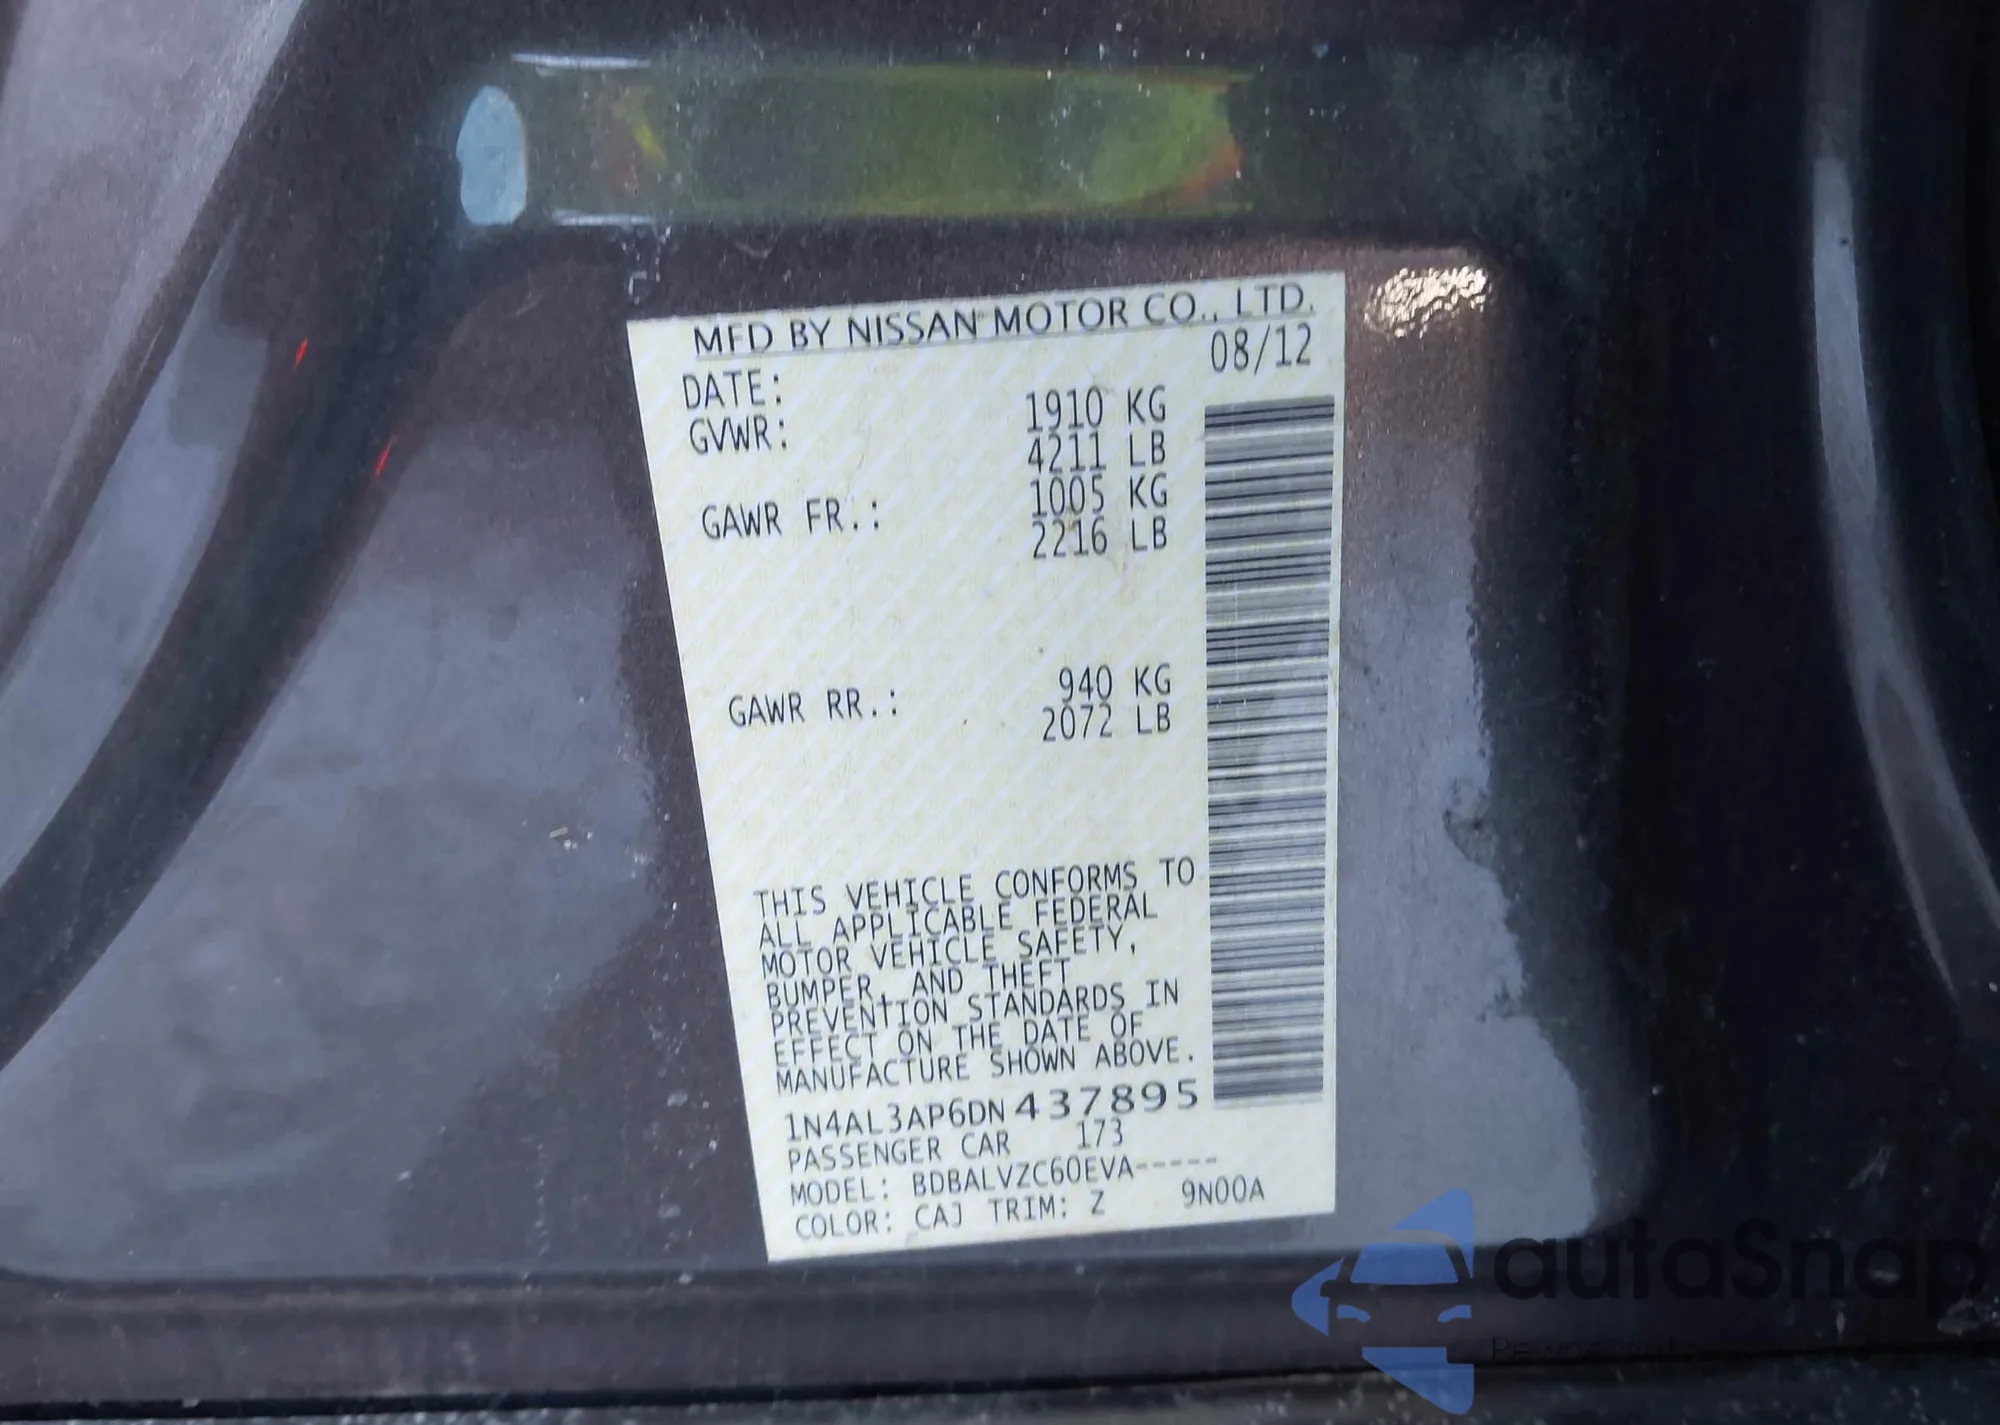 MFD BY NISSAN MOTOR CO., LTD.
DATE: 08/12
GVWR: 1910 KG
4211 LB
GAWR FR.: 1005 KG
2216 LB
GAWR RR.: 940 KG
2072 LB
THIS VEHICLE CONFORMS TO
ALL APPLICABLE FEDERAL
MOTOR VEHICLE SAFETY,
BUMPER, AND THEFT
PREVENTION STANDARDS IN
EFFECT ON THE DATE OF
MANUFACTURE SHOWN ABOVE.
1N4AL3AP6DN437895
PASSENGER CAR 173
MODEL: BDBALVZC60EVA-----
COLOR: CAJ TRIM: Z 9N00A
autaSnap